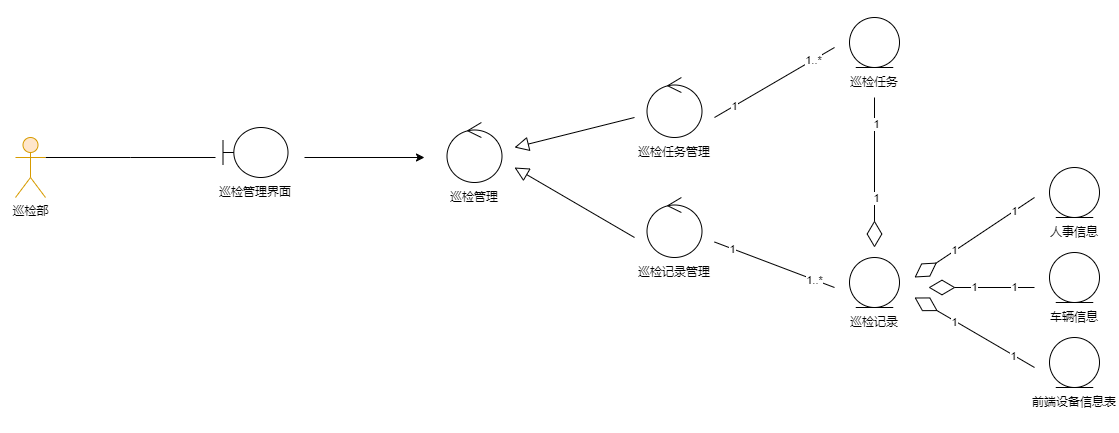 1..*
巡检任务
1
1
巡检任务管理
1
巡检部
巡检管理界面
巡检管理
1
1
人事信息
1
巡检记录管理
1
1..*
巡检记录
1
1
车辆信息
1
1
前端设备信息表